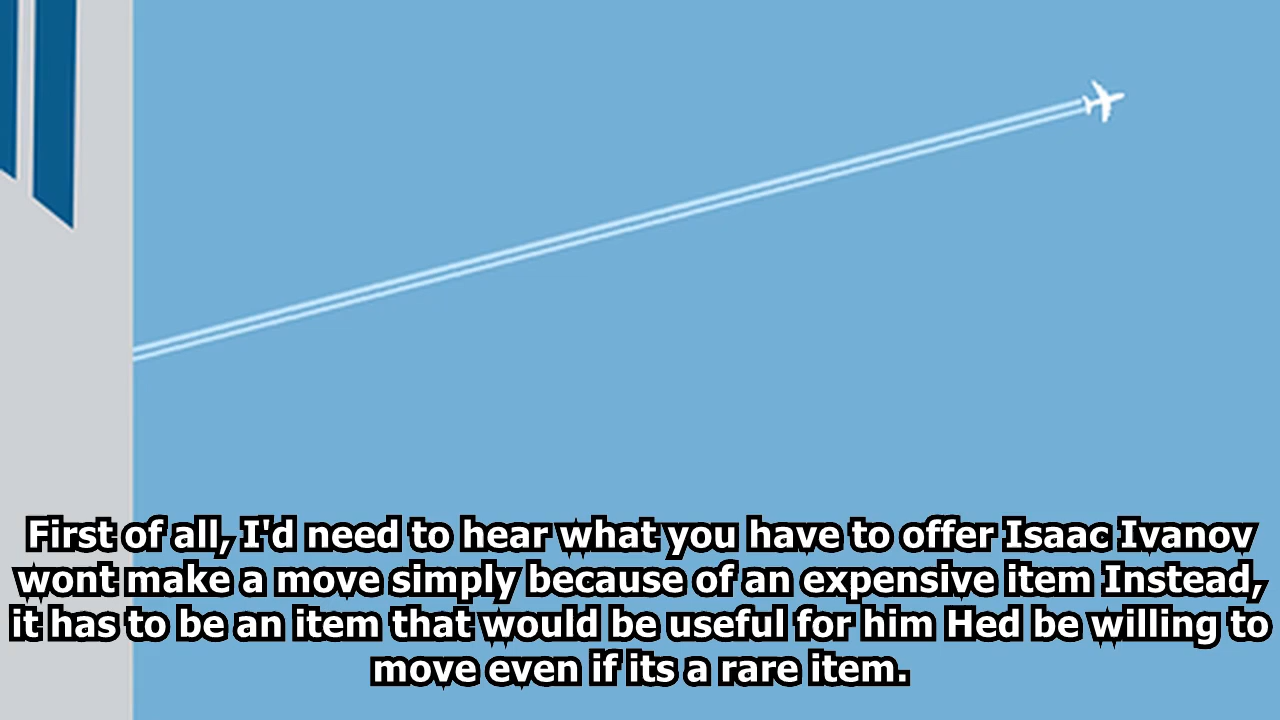 First of all, I'd need to hear what you have to offer Isaac Ivanov
wont make a move simply because of an expensive item Instead,
it has to be an item that would be useful for him Hed be willing to
move even if its a rare item.